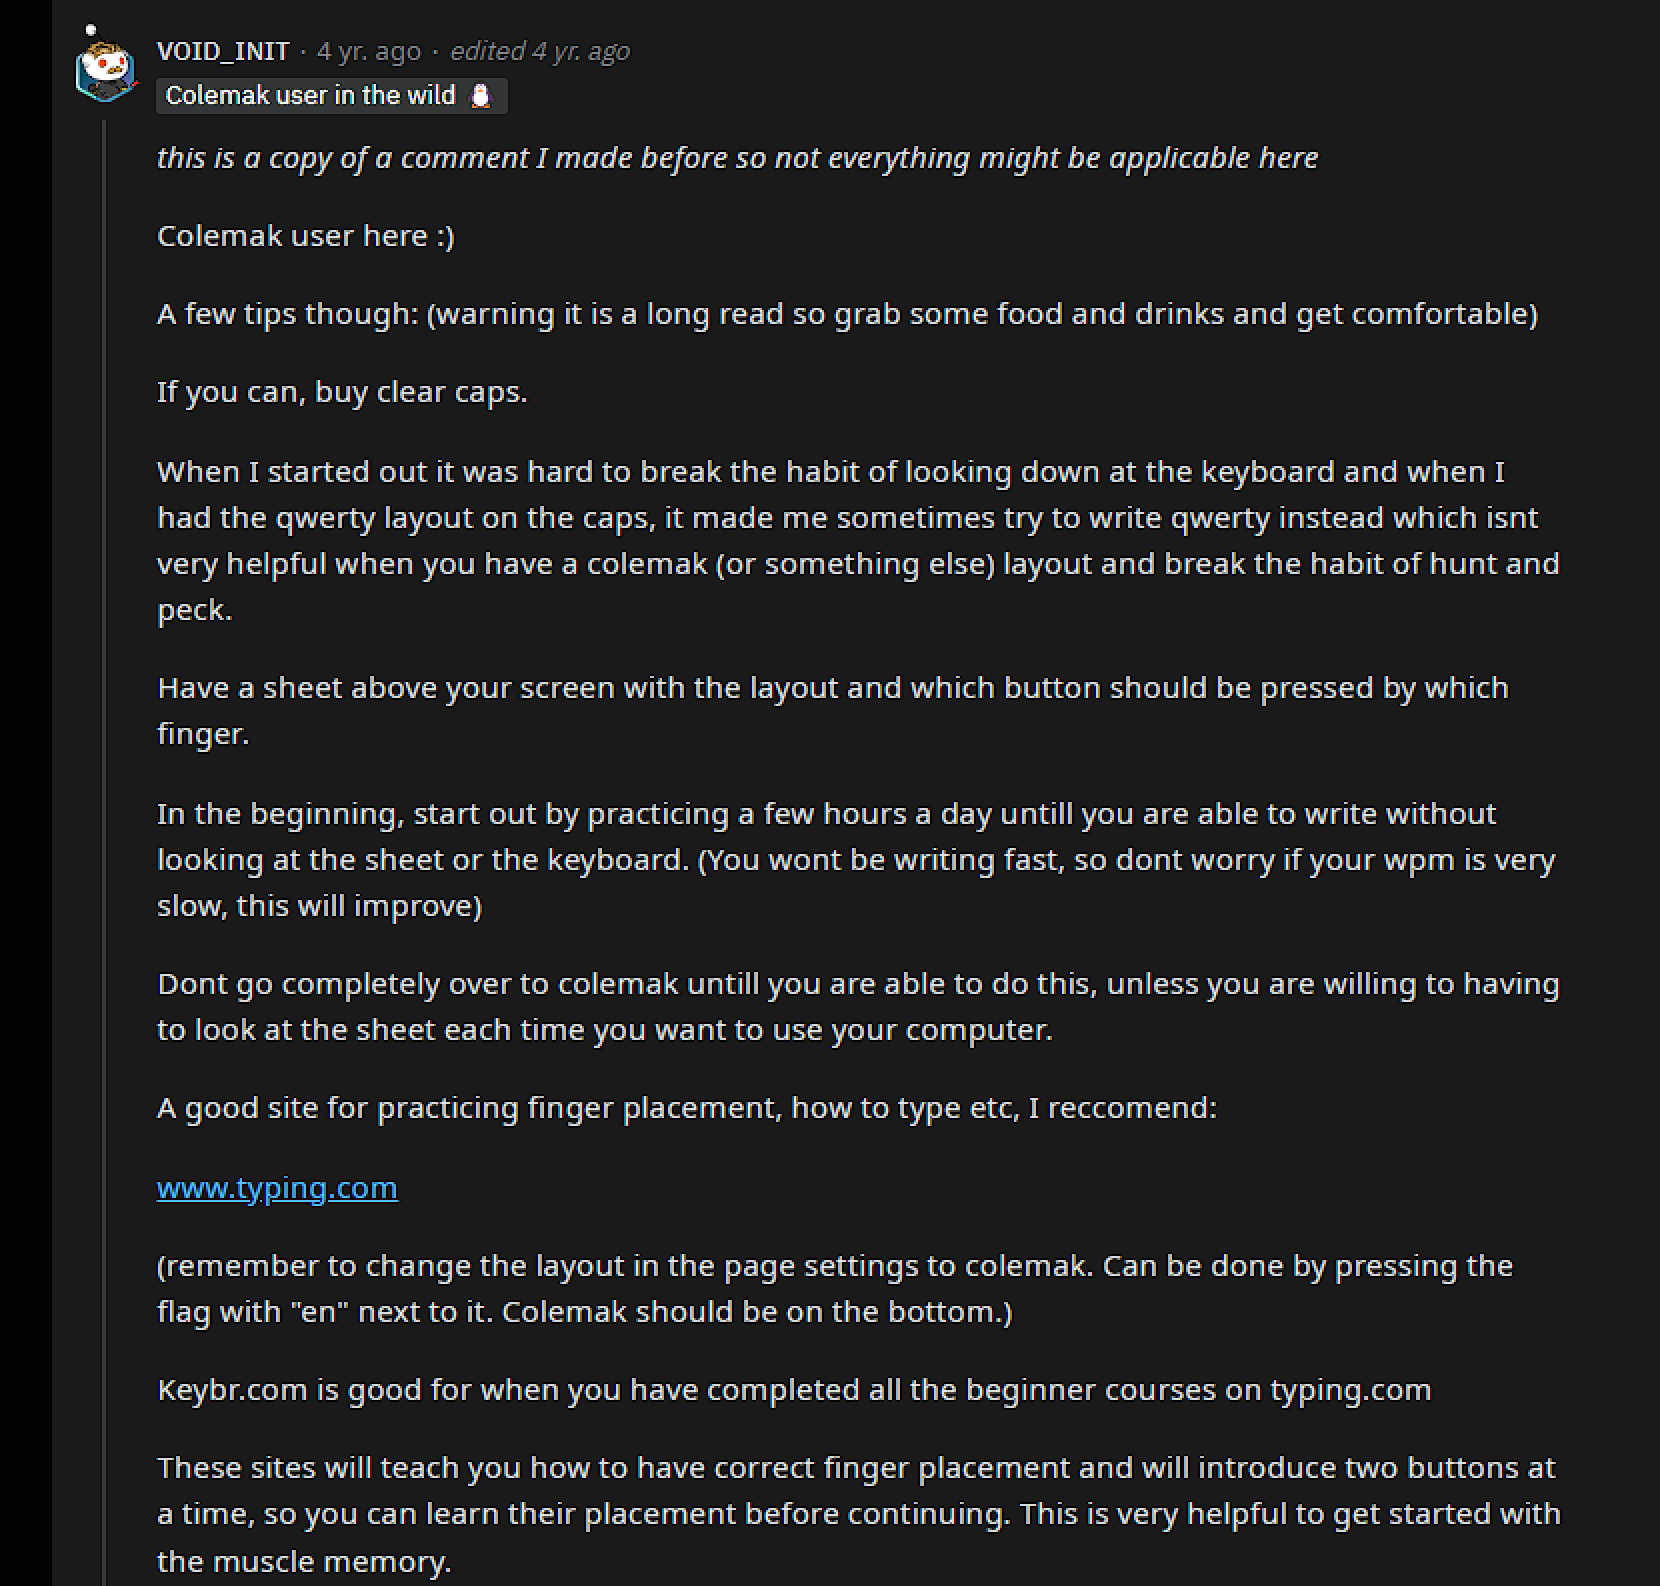 VOID_INIT · 4 yr. ago · edited 4 yr. ago
Colemak user in the wild 🐧
this is a copy of a comment I made before so not everything might be applicable here
Colemak user here :)
A few tips though: (warning it is a long read so grab some food and drinks and get comfortable)
If you can, buy clear caps.
When I started out it was hard to break the habit of looking down at the keyboard and when I
had the qwerty layout on the caps, it made me sometimes try to write qwerty instead which isnt
very helpful when you have a colemak (or something else) layout and break the habit of hunt and
peck.
Have a sheet above your screen with the layout and which button should be pressed by which
finger.
In the beginning, start out by practicing a few hours a day untill you are able to write without
looking at the sheet or the keyboard. (You wont be writing fast, so dont worry if your wpm is very
slow, this will improve)
Dont go completely over to colemak untill you are able to do this, unless you are willing to having
to look at the sheet each time you want to use your computer.
A good site for practicing finger placement, how to type etc, I reccomend:
www.typing.com
(remember to change the layout in the page settings to colemak. Can be done by pressing the
flag with "en" next to it. Colemak should be on the bottom.)
Keybr.com is good for when you have completed all the beginner courses on typing.com
These sites will teach you how to have correct finger placement and will introduce two buttons at
a time, so you can learn their placement before continuing. This is very helpful to get started with
the muscle memory.